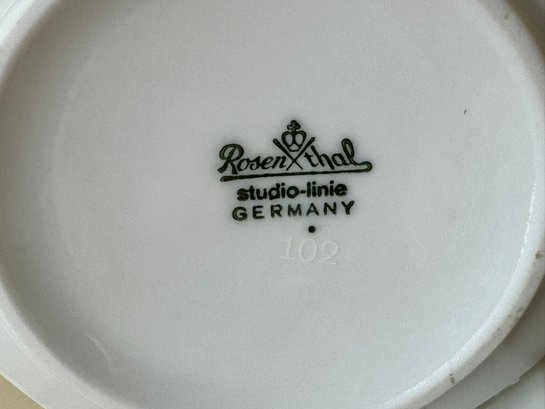 Rosenthal
studio-linie
GERMANY
102